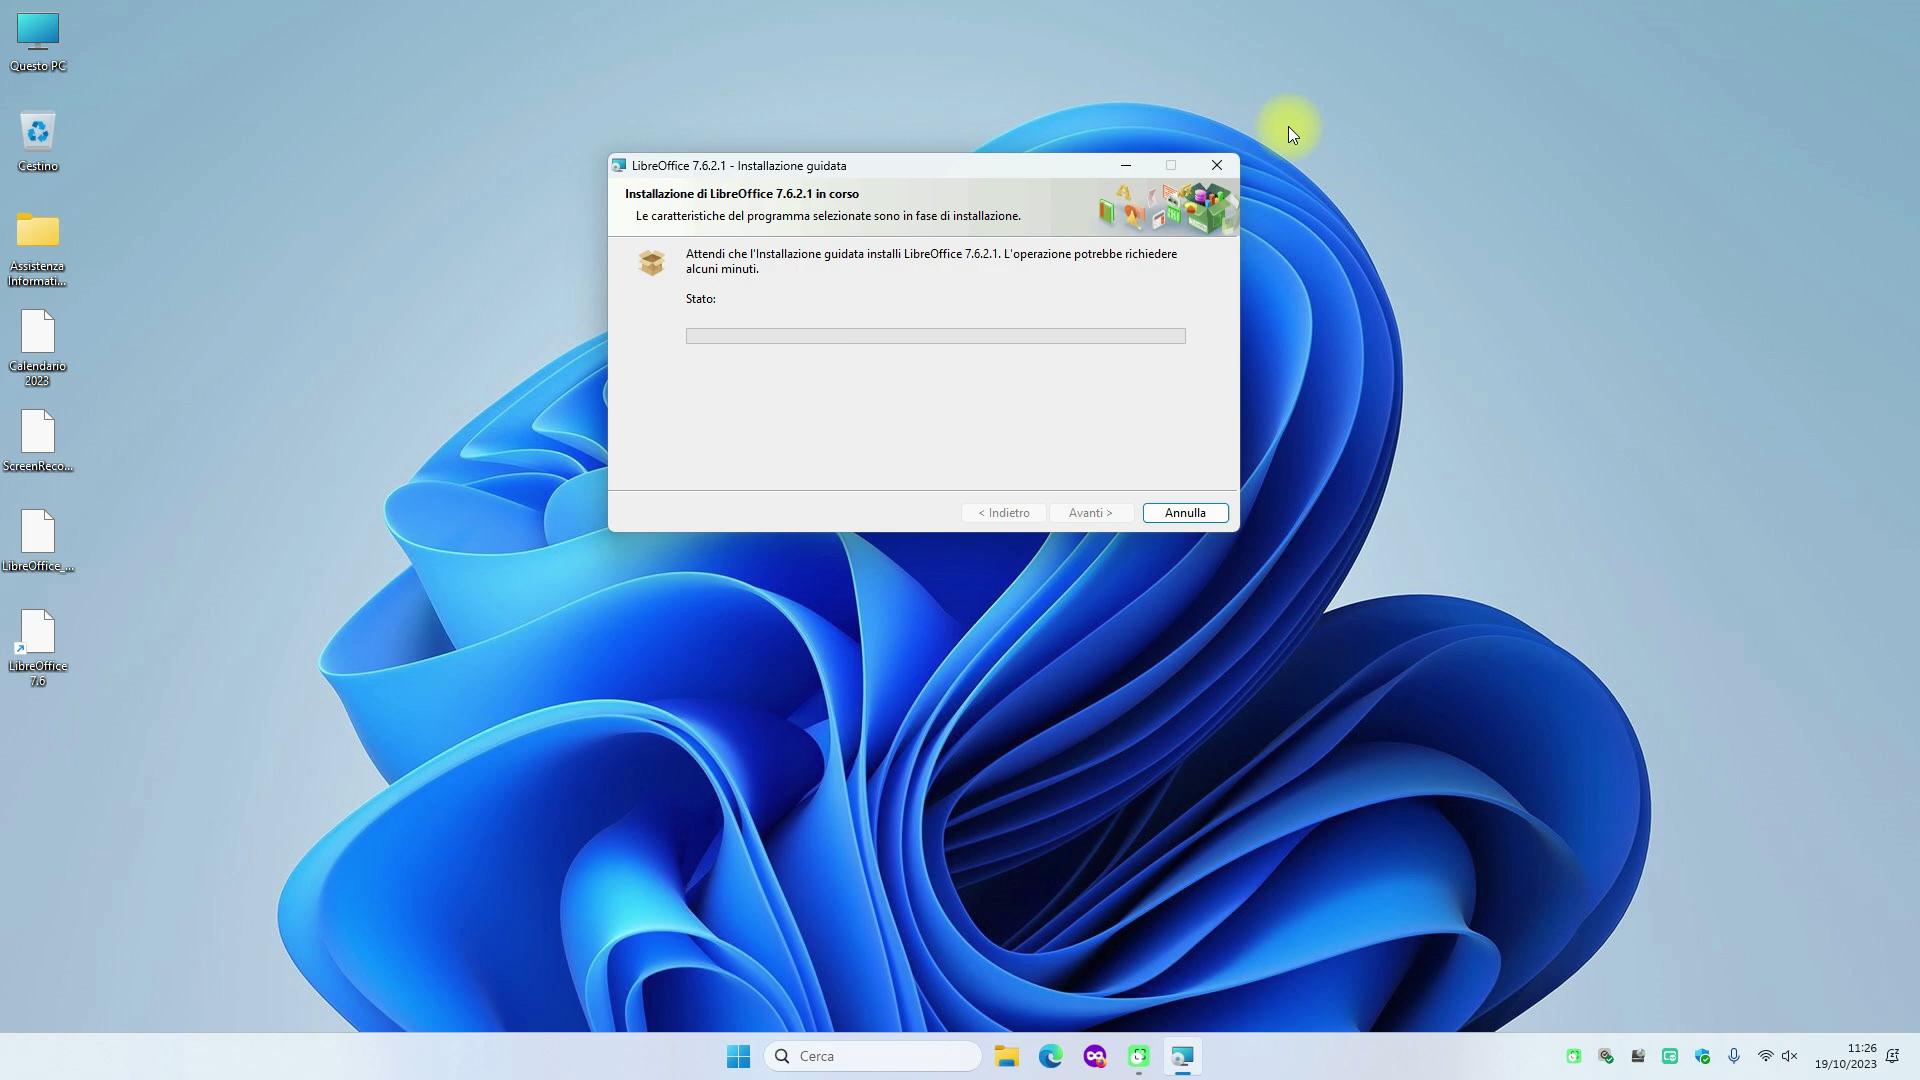 Questo PC
Cestino
Assistenza
Informati...
Calendario
2023
ScreenReco...
LibreOffice_...
LibreOffice
7.6
LibreOffice 7.6.2.1 - Installazione guidata
Installazione di LibreOffice 7.6.2.1 in corso
Le caratteristiche del programma selezionate sono in fase di installazione.
Attendi che l'Installazione guidata installi LibreOffice 7.6.2.1. L'operazione potrebbe richiedere
alcuni minuti.
Stato:
< Indietro
Avanti >
Annulla
Cerca
11:26
19/10/2023